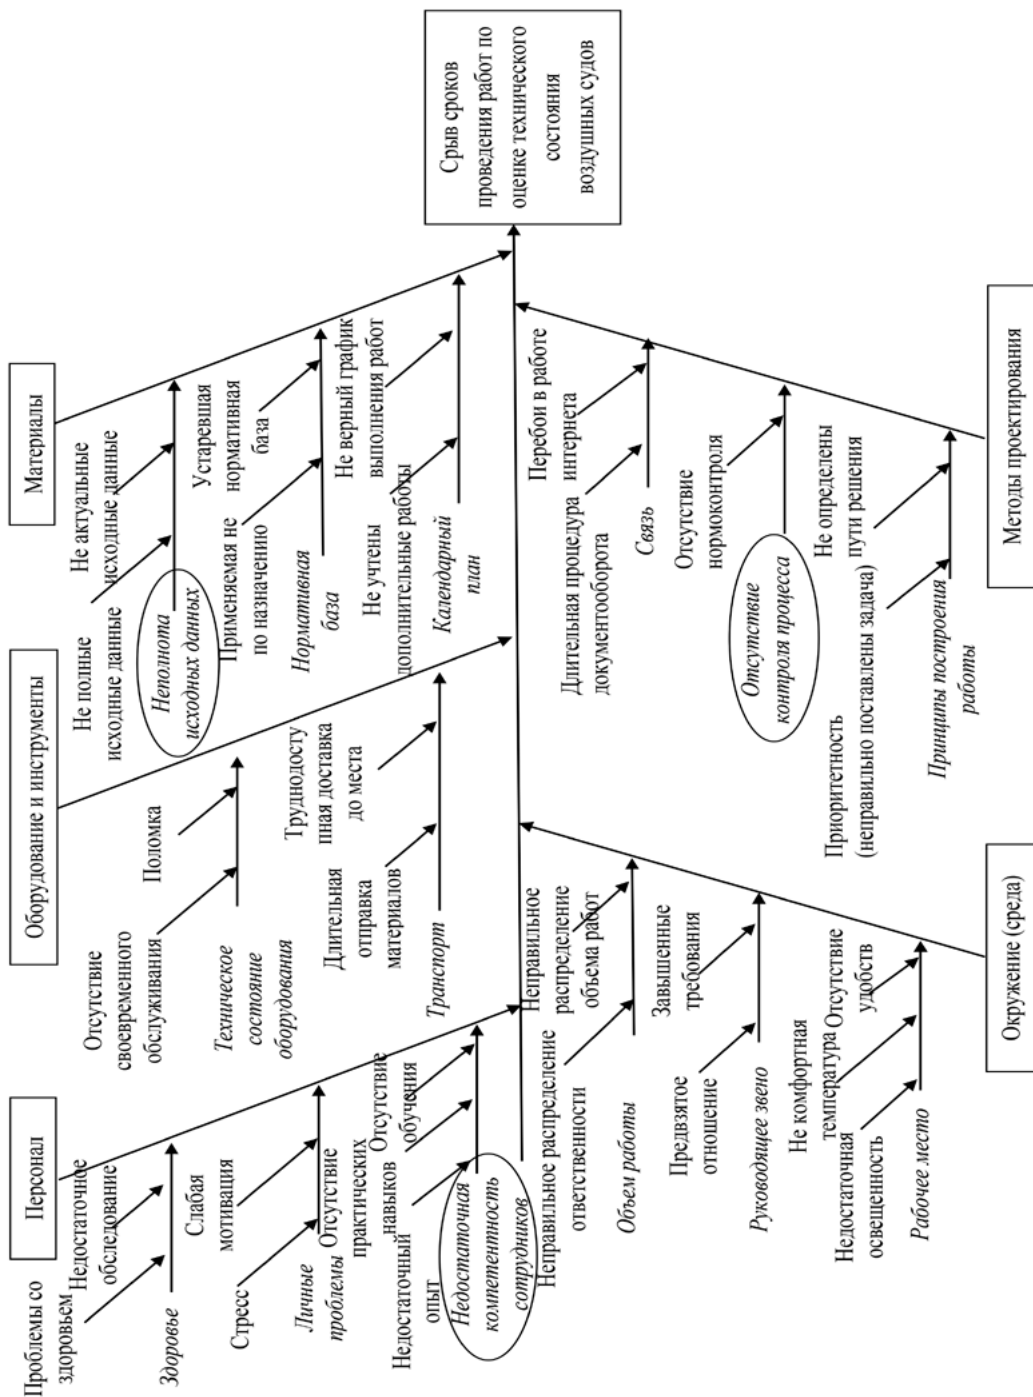 Персонал
Проблемы со
здоровьем
Недостаточное
обследование
Здоровье
Слабая
мотивация
Стресс
Личные
проблемы
Отсутствие
практических
навыков
Отсутствие
обучения
Недостаточный
опыт
Недостаточная
компетентность
сотрудников
Оборудование и инструменты
Отсутствие
своевременного
обслуживания
Поломка
Техническое
состояние
оборудования
Труднодосту
пная доставка
до места
Длительная
отправка
материалов
Транспорт
Материалы
Не актуальные
исходные данные
Не полные
исходные данные
Неполнота
исходных данных
Устаревшая
нормативная
база
Применяемая не
по назначению
Нормативная
база
Не верный график
выполнения работ
Не учтены
дополнительные работы
Календарный
план
Срыв сроков
проведения работ по
оценке технического
состояния
воздушных судов
Неправильное
распределение
объема работ
Неправильное распределение
ответственности
Объем работы
Завышенные
требования
Предвзятое
отношение
Руководящее звено
Не комфортная
температура
Отсутствие
удобств
Недостаточная
освещенность
Рабочее место
Окружение (среда)
Перебои в работе
интернета
Длительная процедура
документооборота
Связь
Отсутствие
нормоконтроля
Отсутствие
контроля процесса
Не определены
пути решения
Приоритетность
(неправильно поставлены задача)
Принципы построения
работы
Методы проектирования